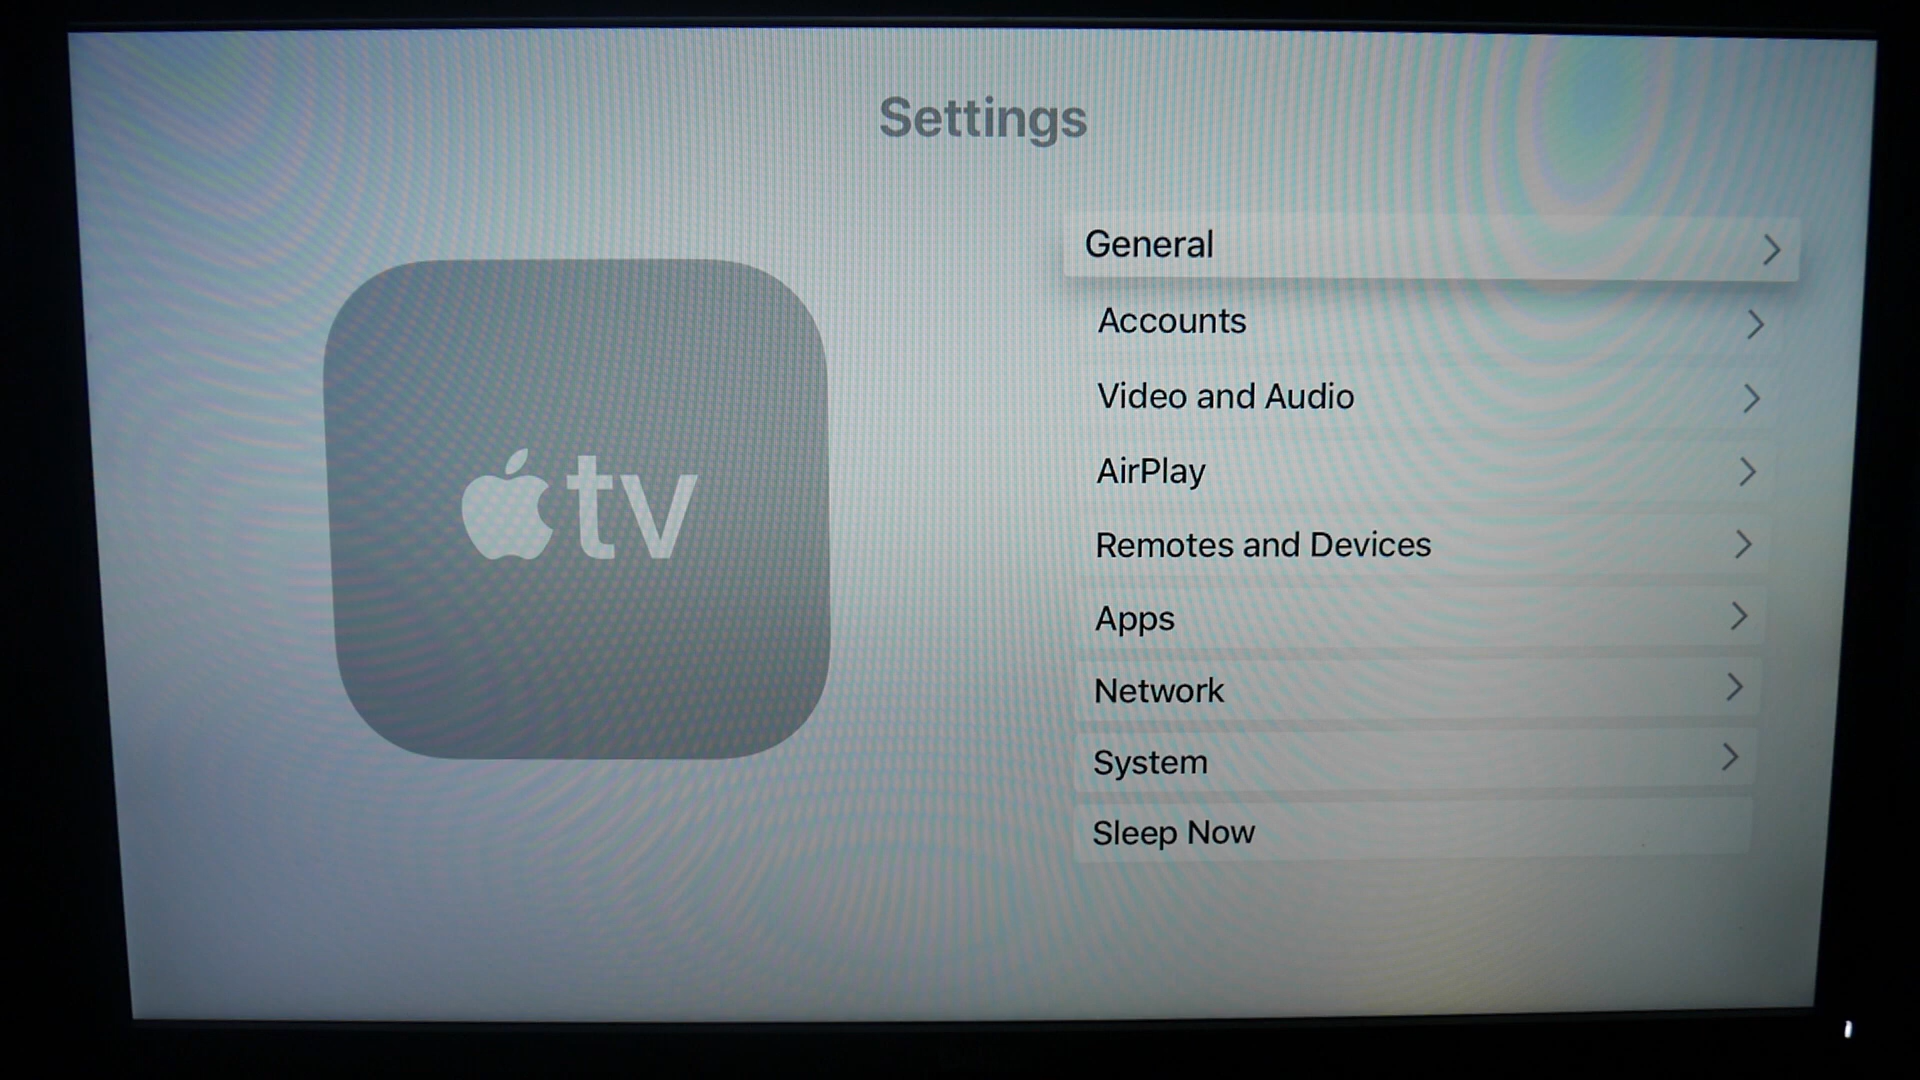 Settings
General
Accounts
Video and Audio
tv
AirPlay
Remotes and Devices
Apps
Network
System
Sleep Now